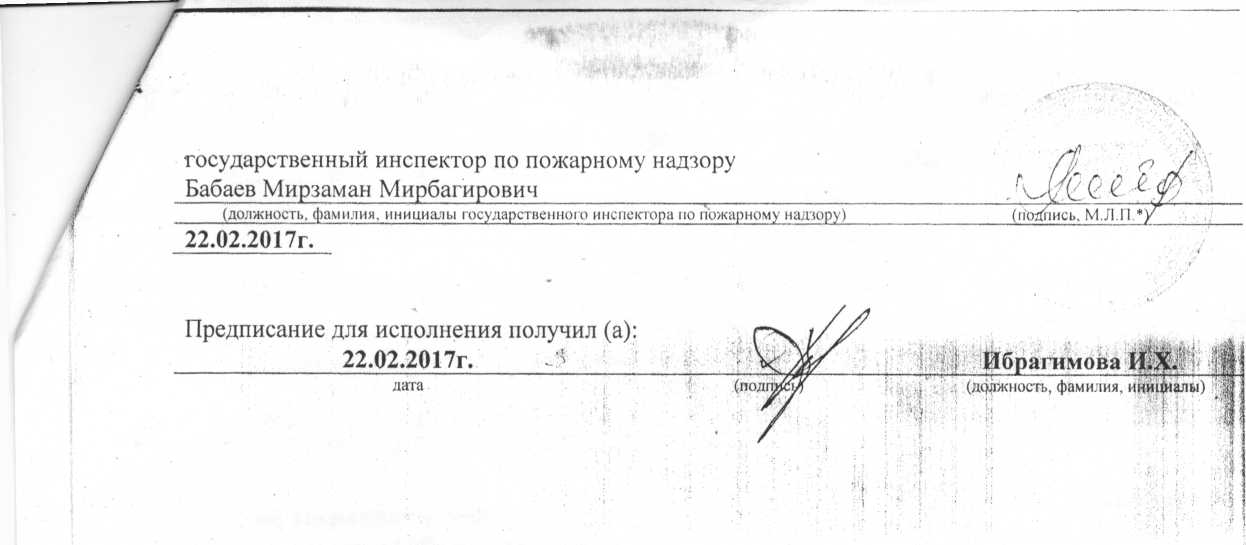 государственный инспектор по пожарному надзору
Бабаев Мирзаман Мирбагирович
(должность, фамилия, инициалы государственного инспектора по пожарному надзору) (подпись, М.Л.П.*)
22.02.2017г.
Предписание для исполнения получил (а):
22.02.2017г. Ибрагимова И.Х.
дата (подпись) (должность, фамилия, инициалы)